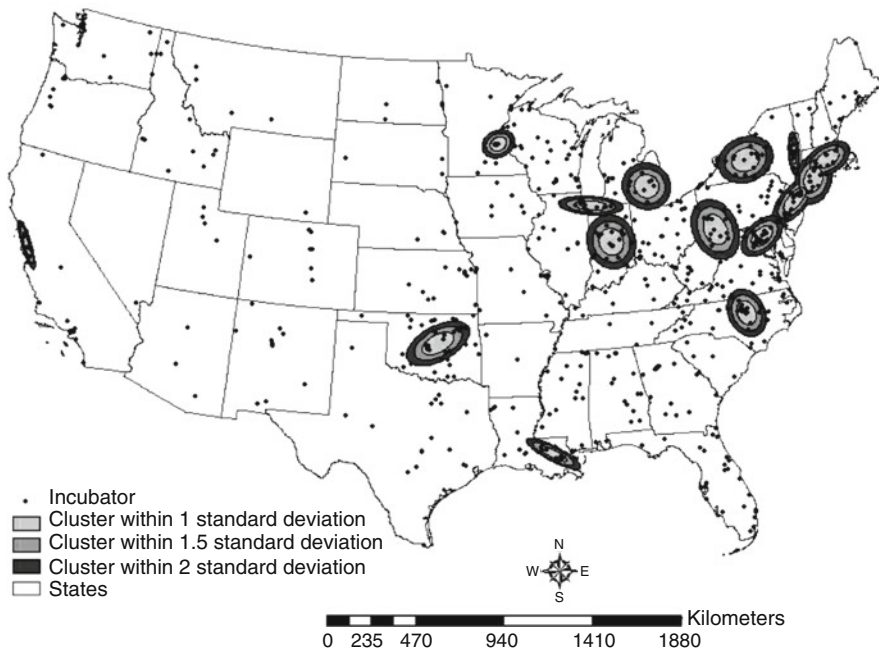 Incubator
Cluster within 1 standard deviation
Cluster within 1.5 standard deviation
Cluster within 2 standard deviation
States
N
W E
S
Kilometers
0 235 470 940 1410 1880